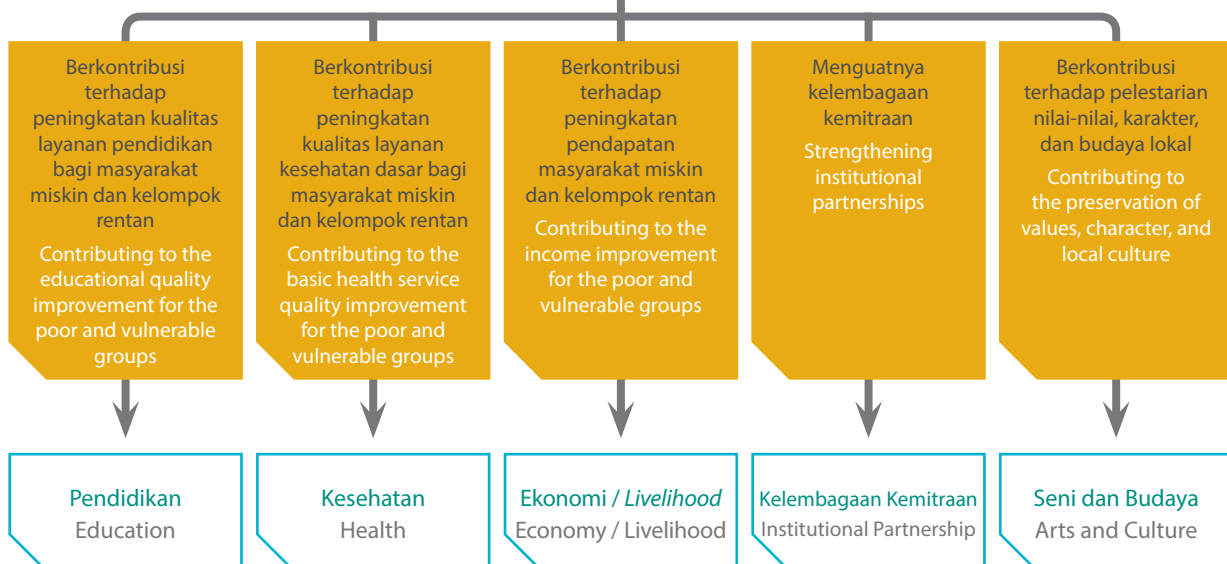 Berkontribusi
terhadap
peningkatan kualitas
layanan pendidikan
bagi masyarakat
miskin dan kelompok
rentan
Contributing to the
educational quality
improvement for the
poor and vulnerable
groups
Berkontribusi
terhadap
peningkatan
kualitas layanan
kesehatan dasar bagi
masyarakat miskin
dan kelompok rentan
Contributing to the
basic health service
quality improvement
for the poor and
vulnerable groups
Berkontribusi
terhadap
peningkatan
pendapatan
masyarakat miskin
dan kelompok rentan
Contributing to the
income improvement
for the poor and
vulnerable groups
Menguatnya
kelembagaan
kemitraan
Strengthening
institutional
partnerships
Berkontribusi
terhadap pelestarian
nilai-nilai, karakter,
dan budaya lokal
Contributing to
the preservation of
values, character, and
local culture
Pendidikan
Education
Kesehatan
Health
Ekonomi / Livelihood
Economy / Livelihood
Kelembagaan Kemitraan
Institutional Partnership
Seni dan Budaya
Arts and Culture